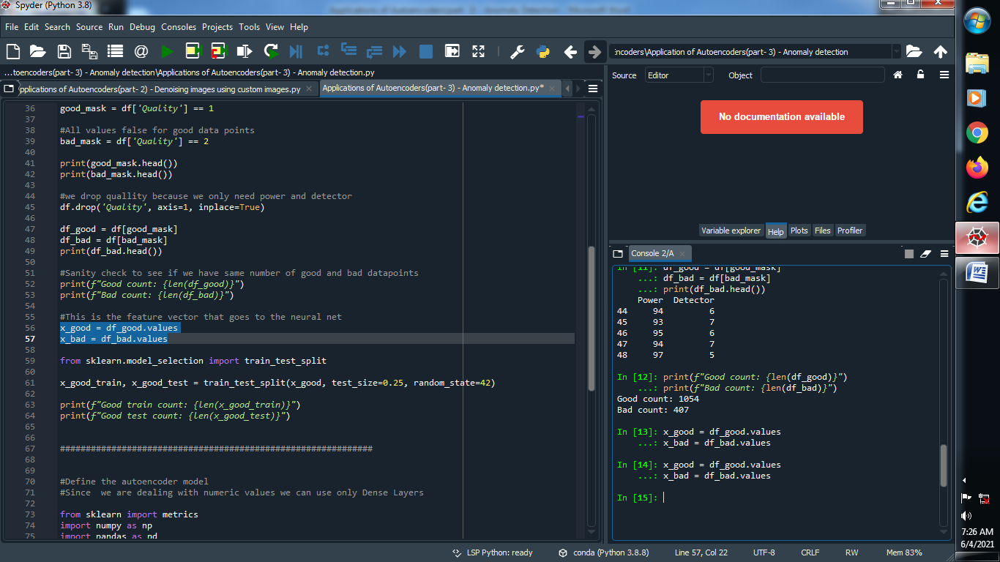 Spyder (Python 3.8)
File Edit Search Source Run Debug Consoles Projects Tools View Help
ncoders\Application of Autoencoders(part- 3) - Anomaly detection
...toencoders(part- 3) - Anomaly detection\Applications of Autoencoders(part- 3) - Anomaly detection.py
pplications of Autoencoders(part- 2) - Denoising images using custom images.py
Applications of Autoencoders(part- 3) - Anomaly detection.py*
36 good_mask = df['Quality'] == 1
37
38 #All values false for good data points
39 bad_mask = df['Quality'] == 2
40
41 print(good_mask.head())
42 print(bad_mask.head())
43
44 #we drop quallity because we only need power and detector
45 df.drop('Quality', axis=1, inplace=True)
46
47 df_good = df[good_mask]
48 df_bad = df[bad_mask]
49 print(df_bad.head())
50
51 #Sanity check to see if we have same number of good and bad datapoints
52 print(f"Good count: {len(df_good)}")
53 print(f"Bad count: {len(df_bad)}")
54
55 #This is the feature vector that goes to the neural net
56 x_good = df_good.values
57 x_bad = df_bad.values
58
59 from sklearn.model_selection import train_test_split
60
61 x_good_train, x_good_test = train_test_split(x_good, test_size=0.25, random_state=42)
62
63 print(f"Good train count: {len(x_good_train)}")
64 print(f"Good test count: {len(x_good_test)}")
65
66
67 #############################################################
68
69
70 #Define the autoencoder model
71 #Since  we are dealing with numeric values we can use only Dense Layers
72
73 from sklearn import metrics
74 import numpy as np
75 import pandas as pd
Source Editor Object
No documentation available
Variable explorer Help Plots Files Profiler
Console 2/A
In [11]: df_good = df[good_mask]
...: df_bad = df[bad_mask]
...: print(df_bad.head())
Power Detector
44 94 6
45 93 7
46 95 6
47 94 7
48 97 5
In [12]: print(f"Good count: {len(df_good)}")
...: print(f"Bad count: {len(df_bad)}")
Good count: 1054
Bad count: 407
In [13]: x_good = df_good.values
...: x_bad = df_bad.values
In [14]: x_good = df_good.values
...: x_bad = df_bad.values
In [15]:
LSP Python: ready conda (Python 3.8.8) Line 57, Col 22 UTF-8 CRLF RW Mem 83%
7:26 AM
6/4/2021